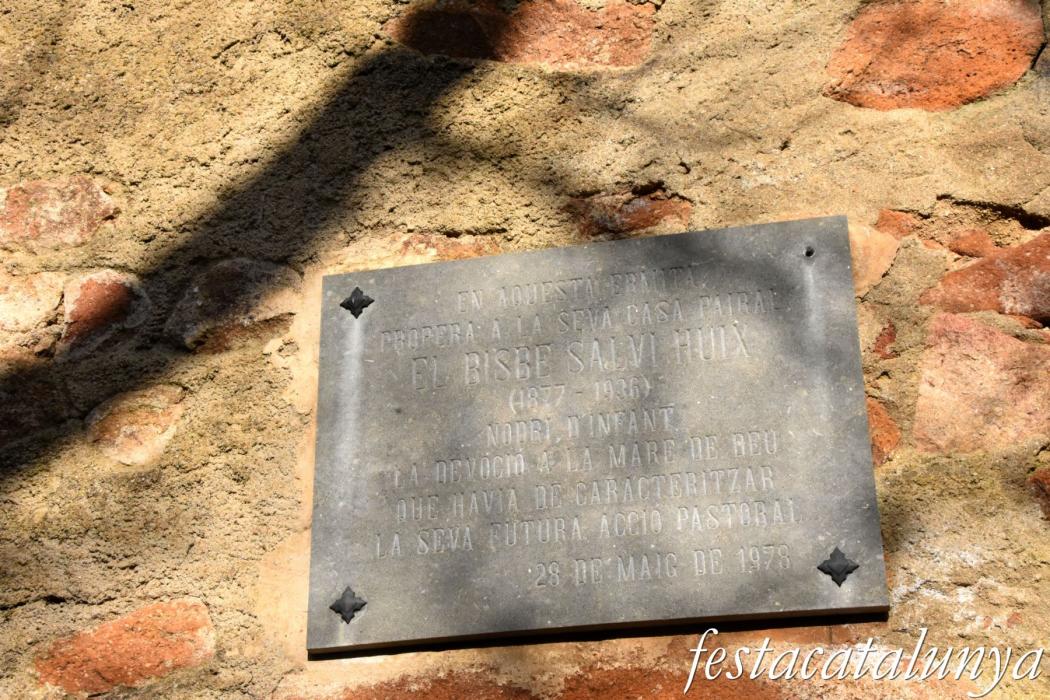 EN AQUESTA ERMITA,
PROPERA A LA SEVA CASA PAIRAL,
EL BISBE SALVI HUIX
(1877 - 1936)
NODRÍ, D'INFANT,
LA DEVOCIÓ A LA MARE DE DEU
QUE HAVIA DE CARACTERITZAR
LA SEVA FUTURA ACCIÓ PASTORAL
28 DE MAIG DE 1978
festacatalunya